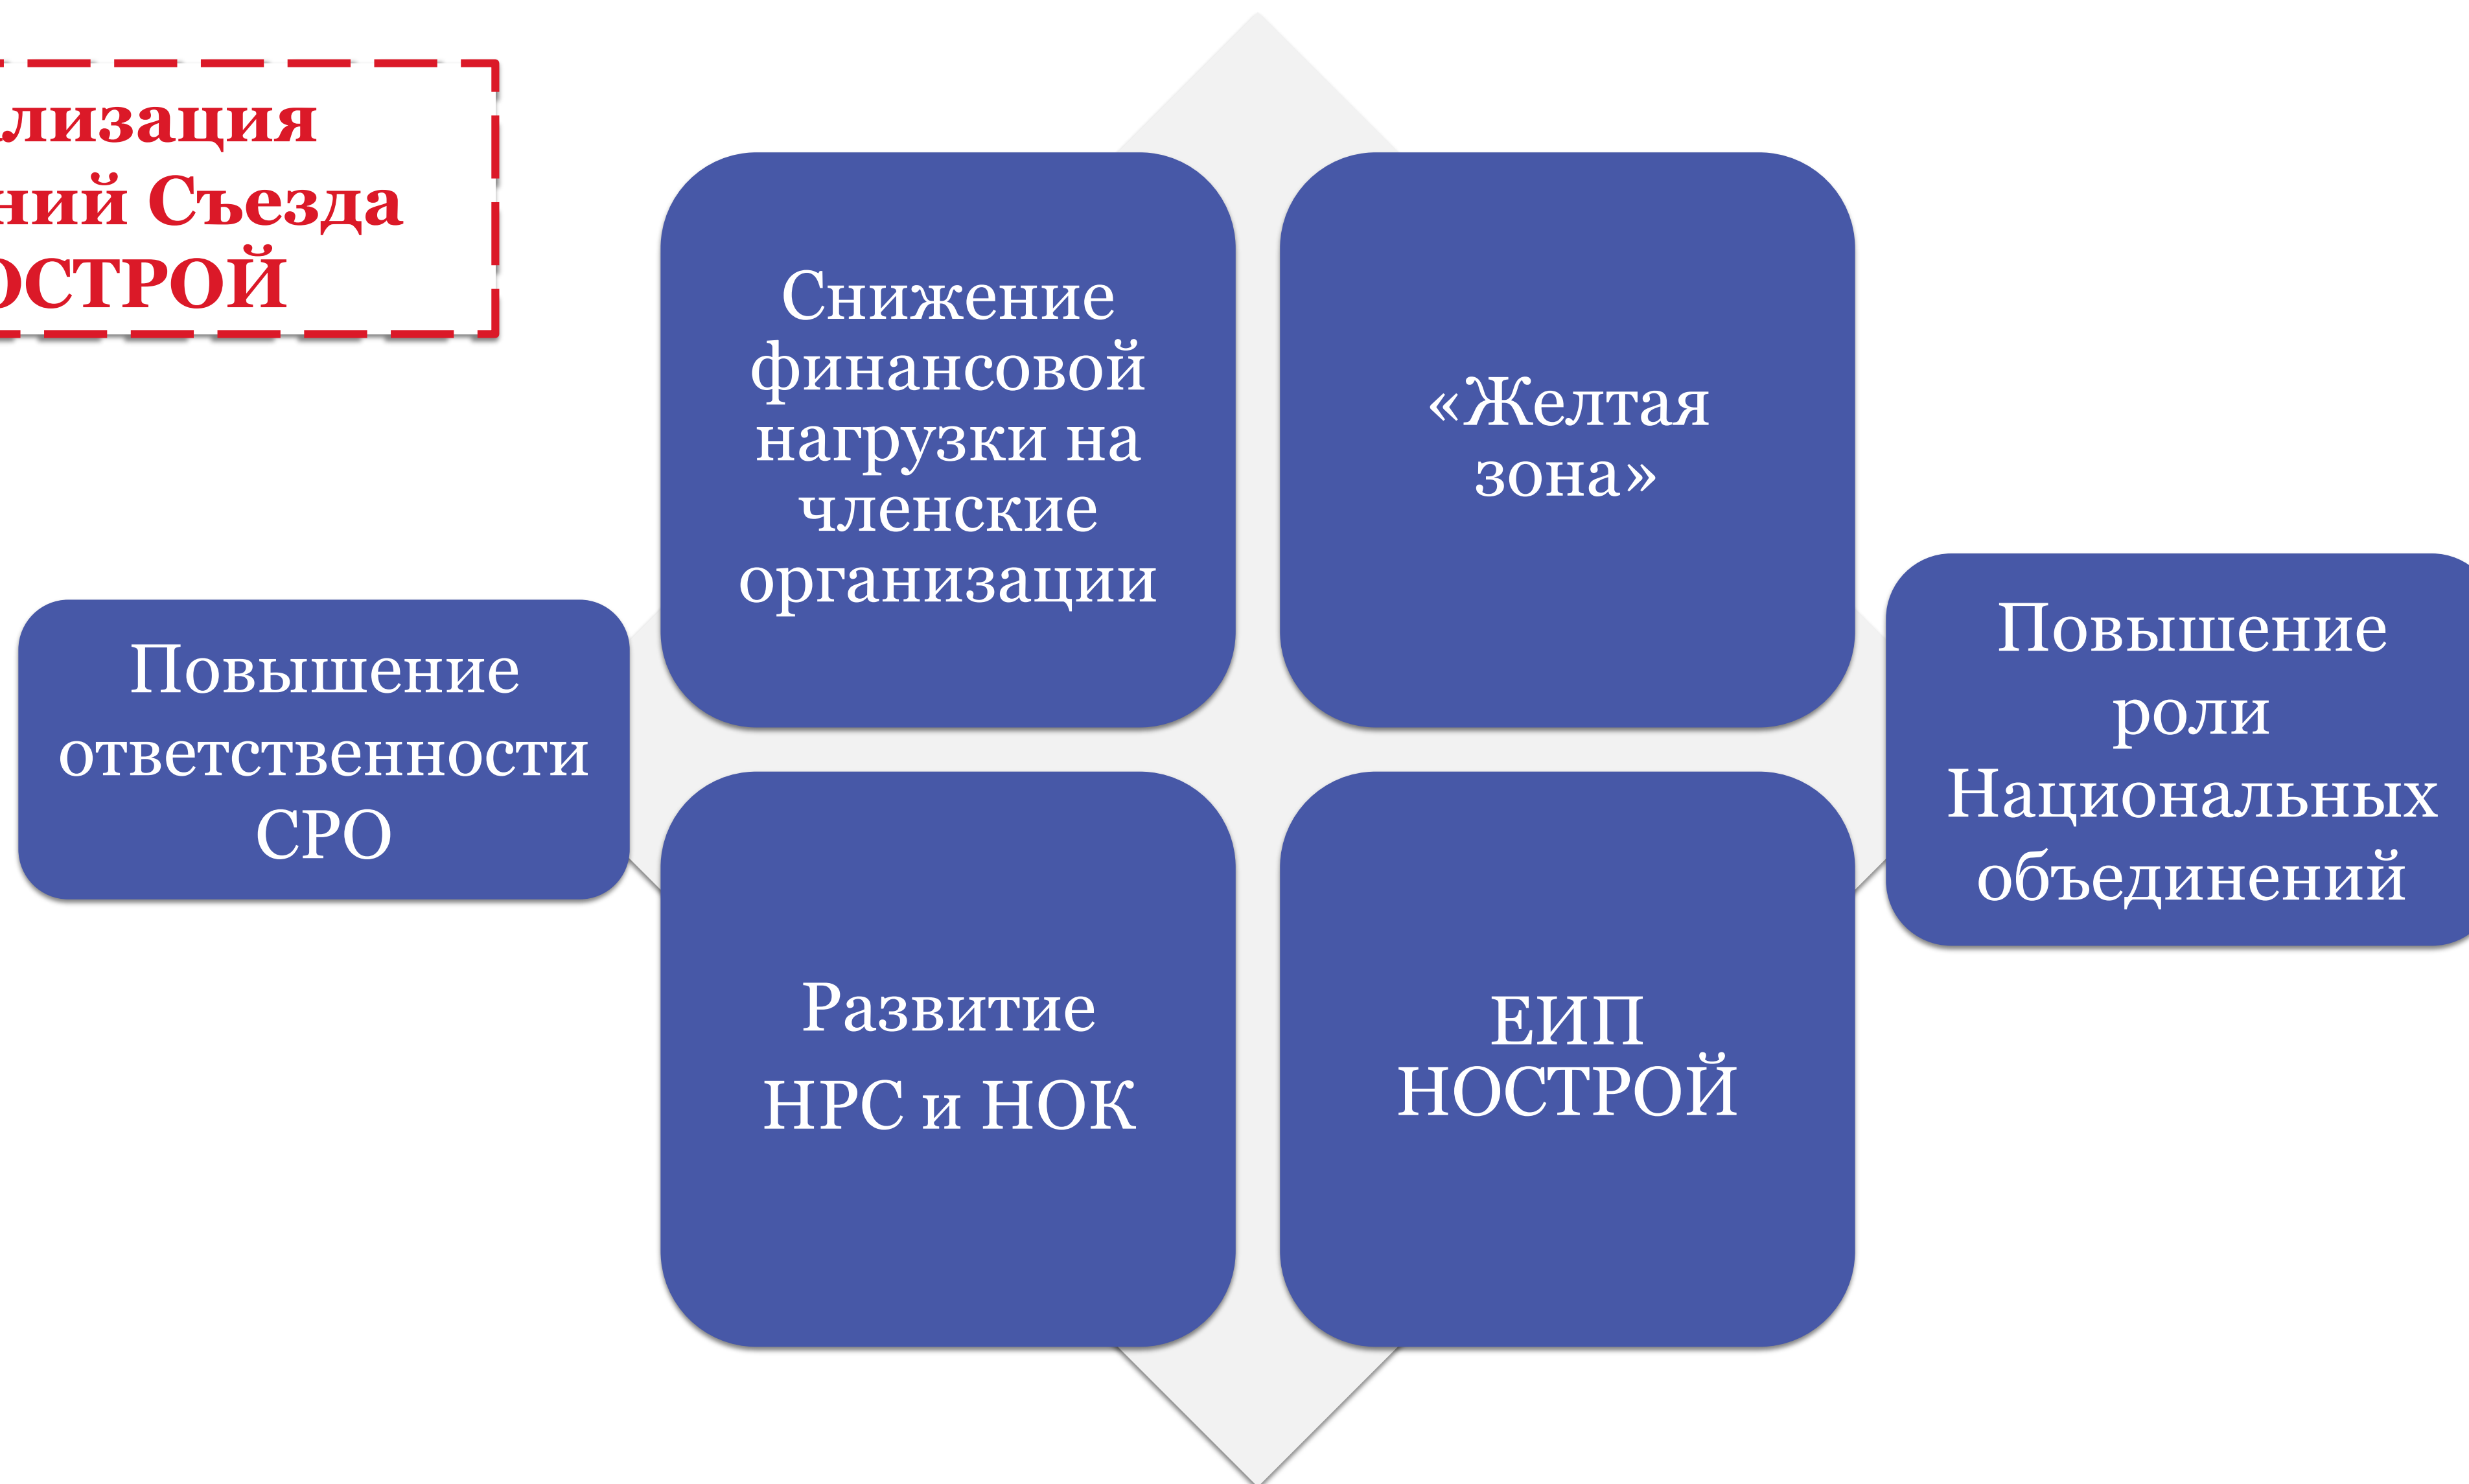 лизация
ний Съезда
ОСТРОЙ
Снижение
финансовой
нагрузки на
членские
организации
«Желтая
зона»
Повышение
ответственности
СРО
Повышение
роли
Национальных
объединений
Развитие
НРС и НОК
ЕИП
НОСТРОЙ